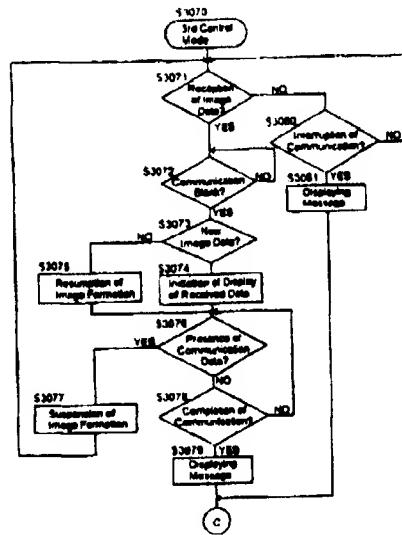 S3070
3rd Control
Mode
S3071
Reception
of Image
Data?
NO
YES
S3080
Interruption of
Communication?
NO
YES
S3081
Displaying
Message
S3072
Communication
Blank?
NO
YES
S3073
New
Image Data?
NO
S3074
Initiation of Display
of Received Data
S3075
Resumption of
Image Formation
S3076
Presence of
Communication
Data?
YES
NO
S3077
Suspension of
Image Formation
S3078
Completion of
Communication?
NO
YES
S3079
Displaying
Message
C